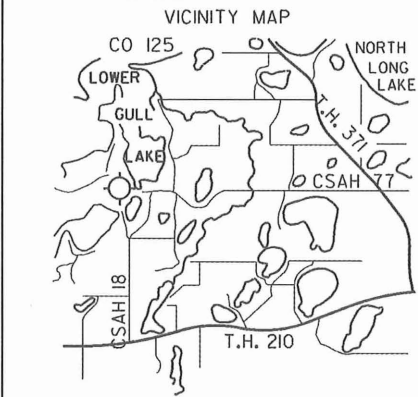 VICINITY MAP
CO 125
NORTH
LONG
LAKE
LOWER
GULL
LAKE
T.H. 371
CSAH 77
CSAH 18
T.H. 210